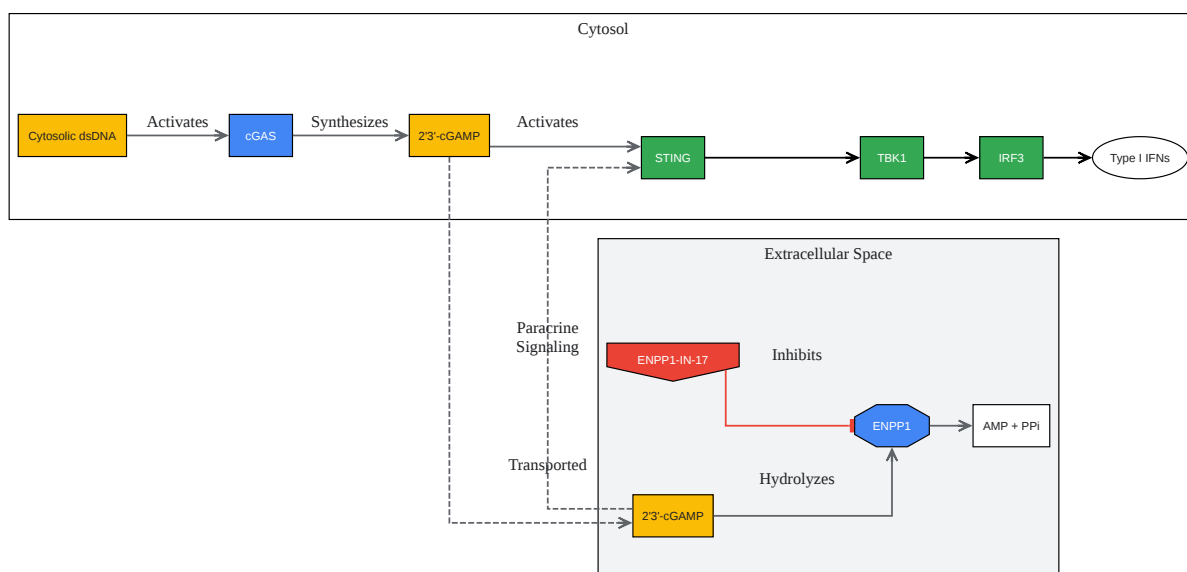 Cytosol
Activates
Synthesizes
Activates
Cytosolic dsDNA
cGAS
2'3'-cGAMP
STING
TBK1
IRF3
Type I IFNs
Extracellular Space
Paracrine
Signaling
ENPP1-IN-17
Inhibits
ENPP1
AMP + PPi
Transported
Hydrolyzes
2'3'-cGAMP